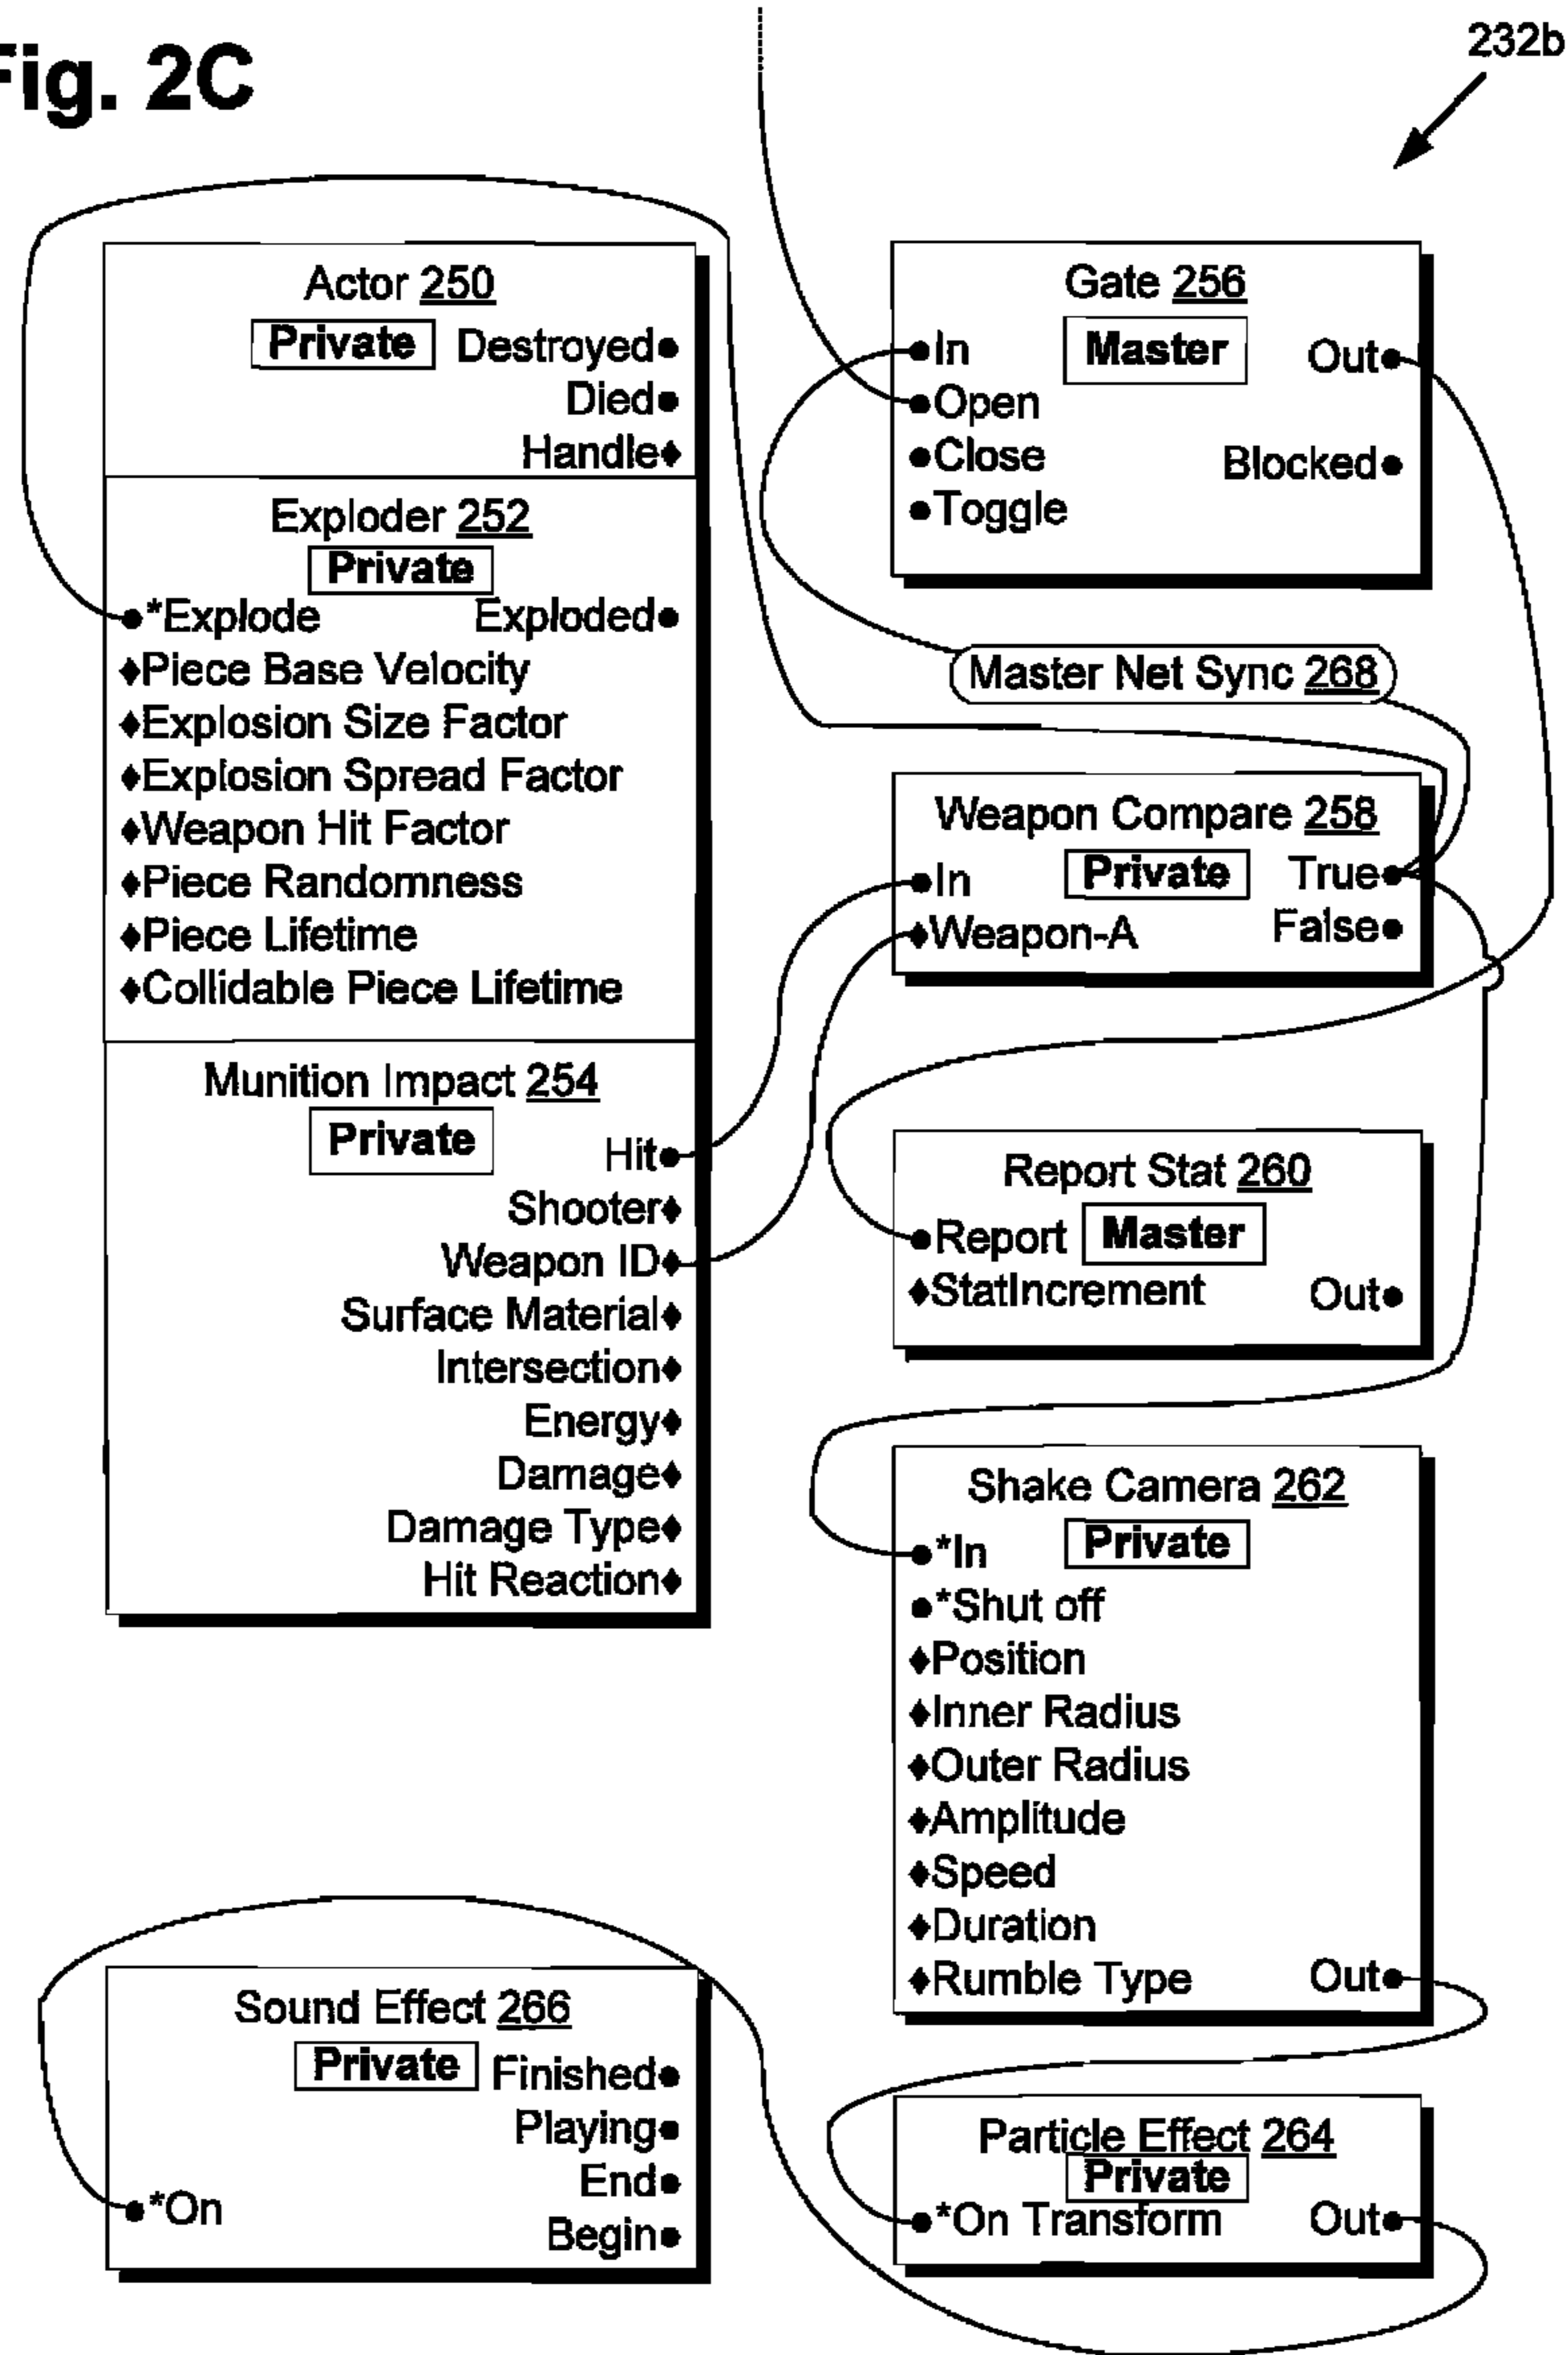 Fig. 2C
232b
Actor 250
Private Destroyed
Died
Handle
Exploder 252
Private
*Explode Exploded
Piece Base Velocity
Explosion Size Factor
Explosion Spread Factor
Weapon Hit Factor
Piece Randomness
Piece Lifetime
Collidable Piece Lifetime
Munition Impact 254
Private
Hit
Shooter
Weapon ID
Surface Material
Intersection
Energy
Damage
Damage Type
Hit Reaction
Gate 256
In Master Out
Open
Close Blocked
Toggle
Master Net Sync 268
Weapon Compare 258
In Private True
Weapon-A False
Report Stat 260
Report Master
StatIncrement Out
Shake Camera 262
*In Private
*Shut off
Position
Inner Radius
Outer Radius
Amplitude
Speed
Duration
Rumble Type Out
Sound Effect 266
Private Finished
Playing
End
*On
Begin
Particle Effect 264
Private
*On Transform Out